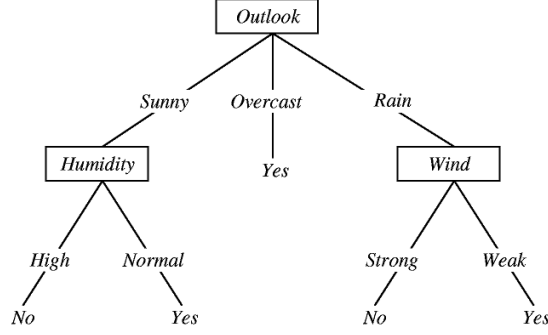 Outlook
Sunny Overcast Rain
Humidity Yes Wind
High Normal Strong Weak
No Yes No Yes